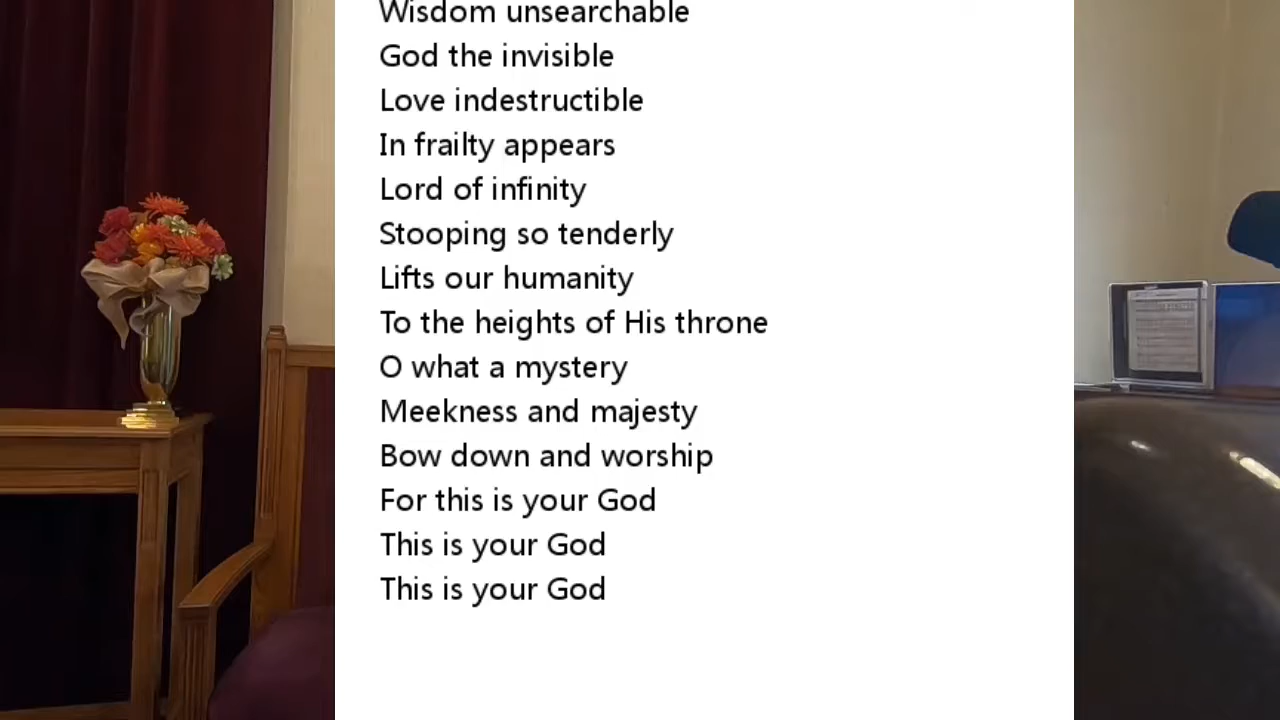 Wisdom unsearchable
God the invisible
Love indestructible
In frailty appears
Lord of infinity
Stooping so tenderly
Lifts our humanity
To the heights of His throne
O what a mystery
Meekness and majesty
Bow down and worship
For this is your God
This is your God
This is your God